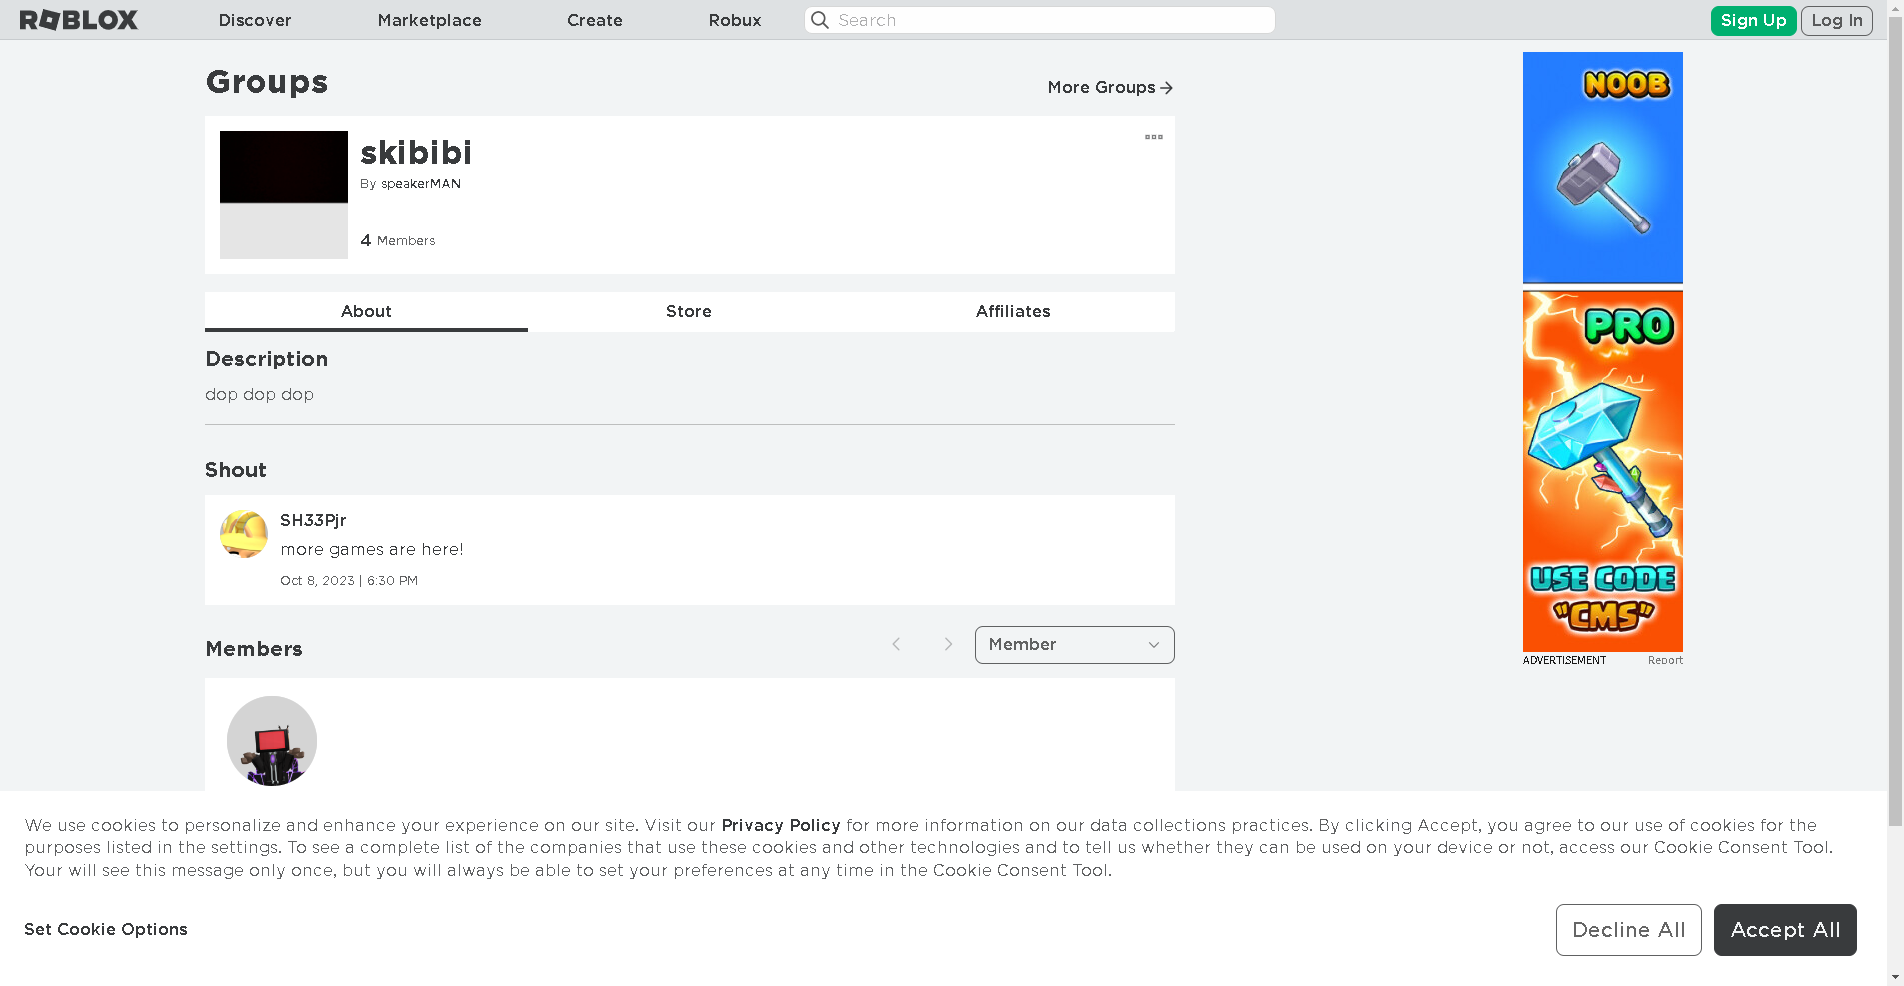 ROBLOX
Discover
Marketplace
Create
Robux
Search
Sign Up
Log In
Groups
More Groups
skibibi
By speakerMAN
4 Members
About
Store
Affiliates
Description
dop dop dop
Shout
SH33Pjr
more games are here!
Oct 8, 2023 | 6:30 PM
Members
Member
NOOB
PRO
USE CODE
"CMS"
ADVERTISEMENT
Report
We use cookies to personalize and enhance your experience on our site. Visit our Privacy Policy for more information on our data collections practices. By clicking Accept, you agree to our use of cookies for the
purposes listed in the settings. To see a complete list of the companies that use these cookies and other technologies and to tell us whether they can be used on your device or not, access our Cookie Consent Tool.
Your will see this message only once, but you will always be able to set your preferences at any time in the Cookie Consent Tool.
Set Cookie Options
Decline All
Accept All